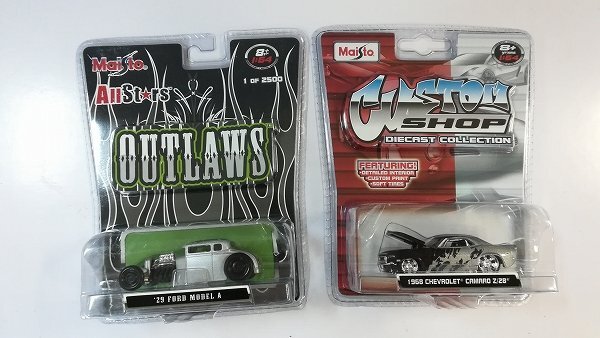 Maisto
8+
1:64
AllStars
1 OF 2500
OUTLAWS
'29 FORD MODEL A
Maisto
8+
1:64
CUSTOM
SHOP
DIECAST COLLECTION
FEATURING!
•DETAILED INTERIOR
•CUSTOM PAINT
•SOFT TIRES
1968 CHEVROLET® CAMARO Z/28®